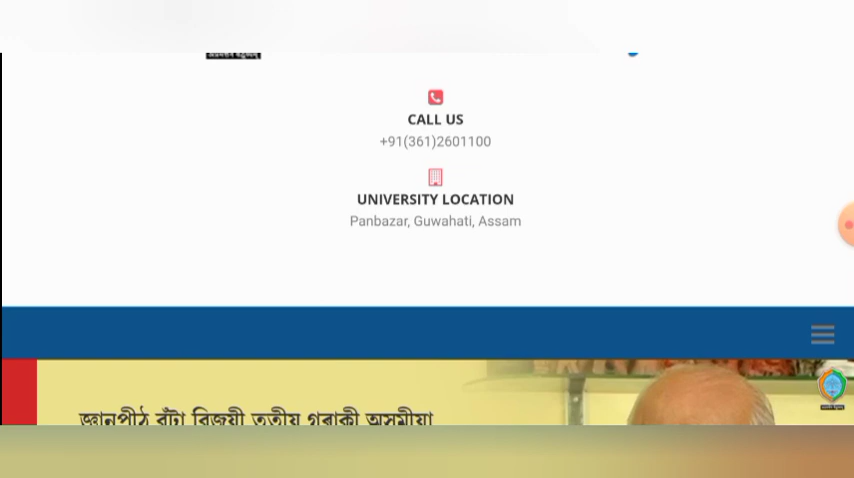 CALL US
+91(361)2601100
UNIVERSITY LOCATION
Panbazar, Guwahati, Assam
জ্ঞানপীঠ বঁটা বিজয়ী তৃতীয় গৰাকী অসমীয়া